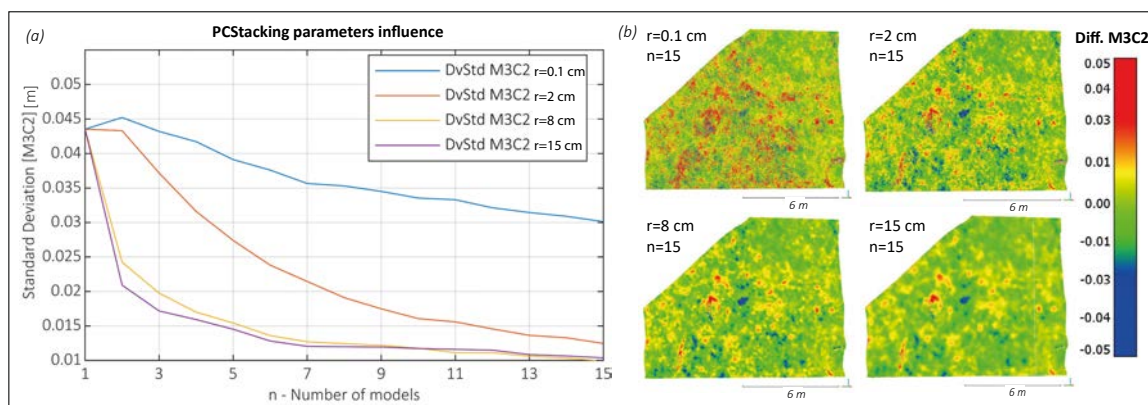 (a)
PCStacking parameters influence
0.05
0.045
0.04
0.035
0.03
0.025
0.02
0.015
0.01
Standard Deviation [M3C2] [m]
DvStd M3C2 r=0.1 cm
DvStd M3C2 r=2 cm
DvStd M3C2 r=8 cm
DvStd M3C2 r=15 cm
1 3 5 7 9 11 13 15
n - Number of models
(b)
r=0.1 cm
n=15
6 m
r=2 cm
n=15
6 m
r=8 cm
n=15
6 m
r=15 cm
n=15
6 m
Diff. M3C2
0.05
0.04
0.03
0.01
0.00
-0.01
-0.03
-0.04
-0.05